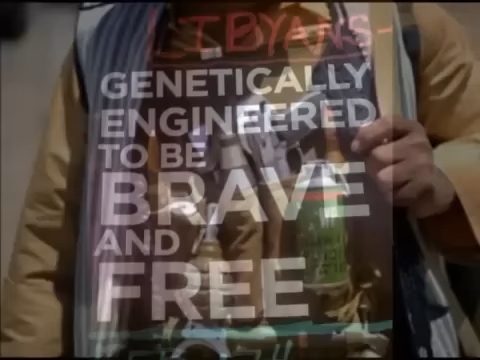 LIBYANS-
GENETICALLY
ENGINEERED
TO BE
BRAVE
AND
FREE